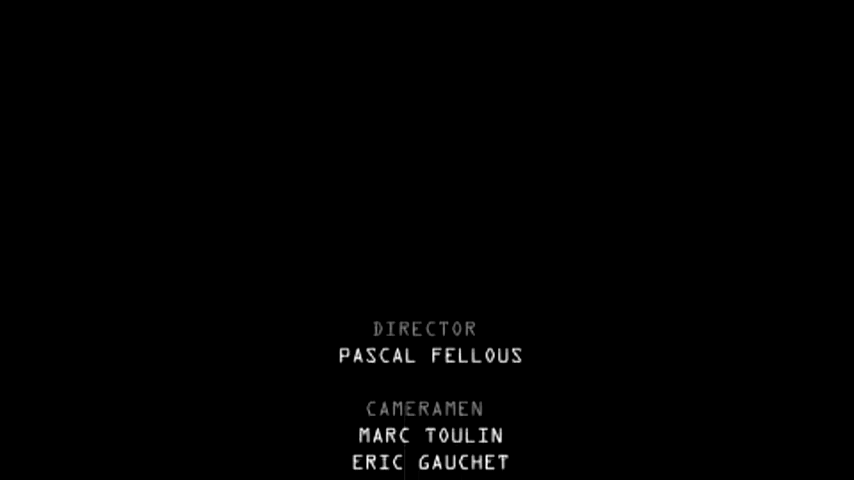 DIRECTOR
PASCAL FELLOUS
CAMERAMEN
MARC TOULIN
ERIC GAUCHET